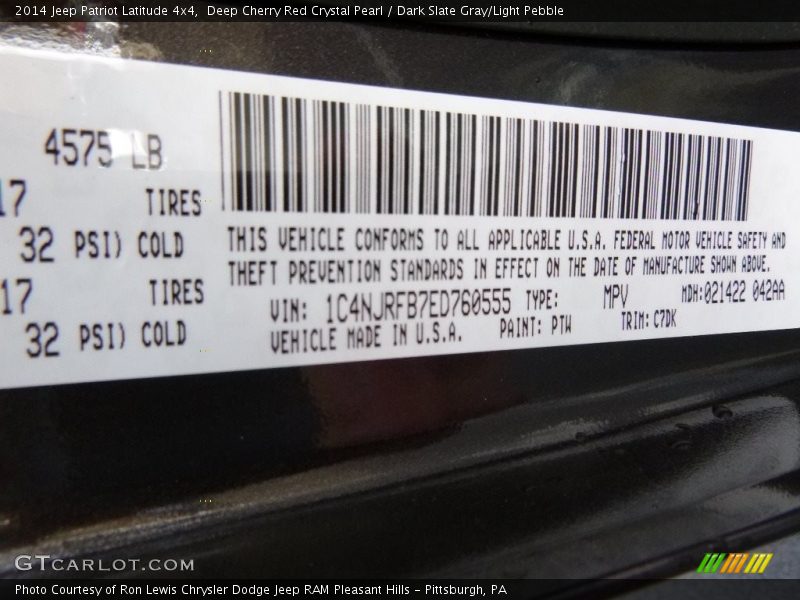 2014 Jeep Patriot Latitude 4x4,  Deep Cherry Red Crystal Pearl / Dark Slate Gray/Light Pebble
4575 LB
17 TIRES
32 PSI) COLD
17 TIRES
32 PSI) COLD
THIS VEHICLE CONFORMS TO ALL APPLICABLE U.S.A. FEDERAL MOTOR VEHICLE SAFETY AND
THEFT PREVENTION STANDARDS IN EFFECT ON THE DATE OF MANUFACTURE SHOWN ABOVE.
VIN: 1C4NJRFB7ED760555 TYPE: MPV MDH:021422 042AA
VEHICLE MADE IN U.S.A. PAINT: PTW TRIM: C7DK
GTCARLOT.COM
Photo Courtesy of Ron Lewis Chrysler Dodge Jeep RAM Pleasant Hills - Pittsburgh, PA